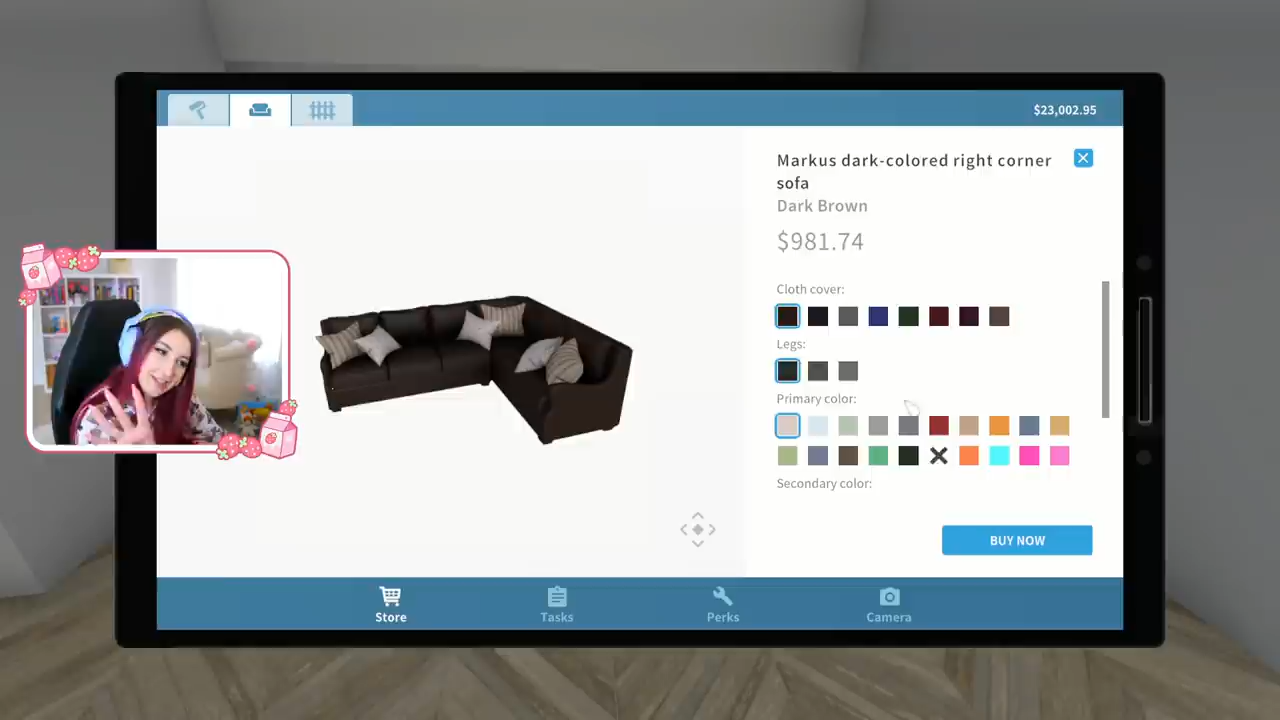 $23,002.95
Markus dark-colored right corner
sofa
Dark Brown
$981.74
Cloth cover:
Legs:
Primary color:
Secondary color:
BUY NOW
Store
Tasks
Perks
Camera